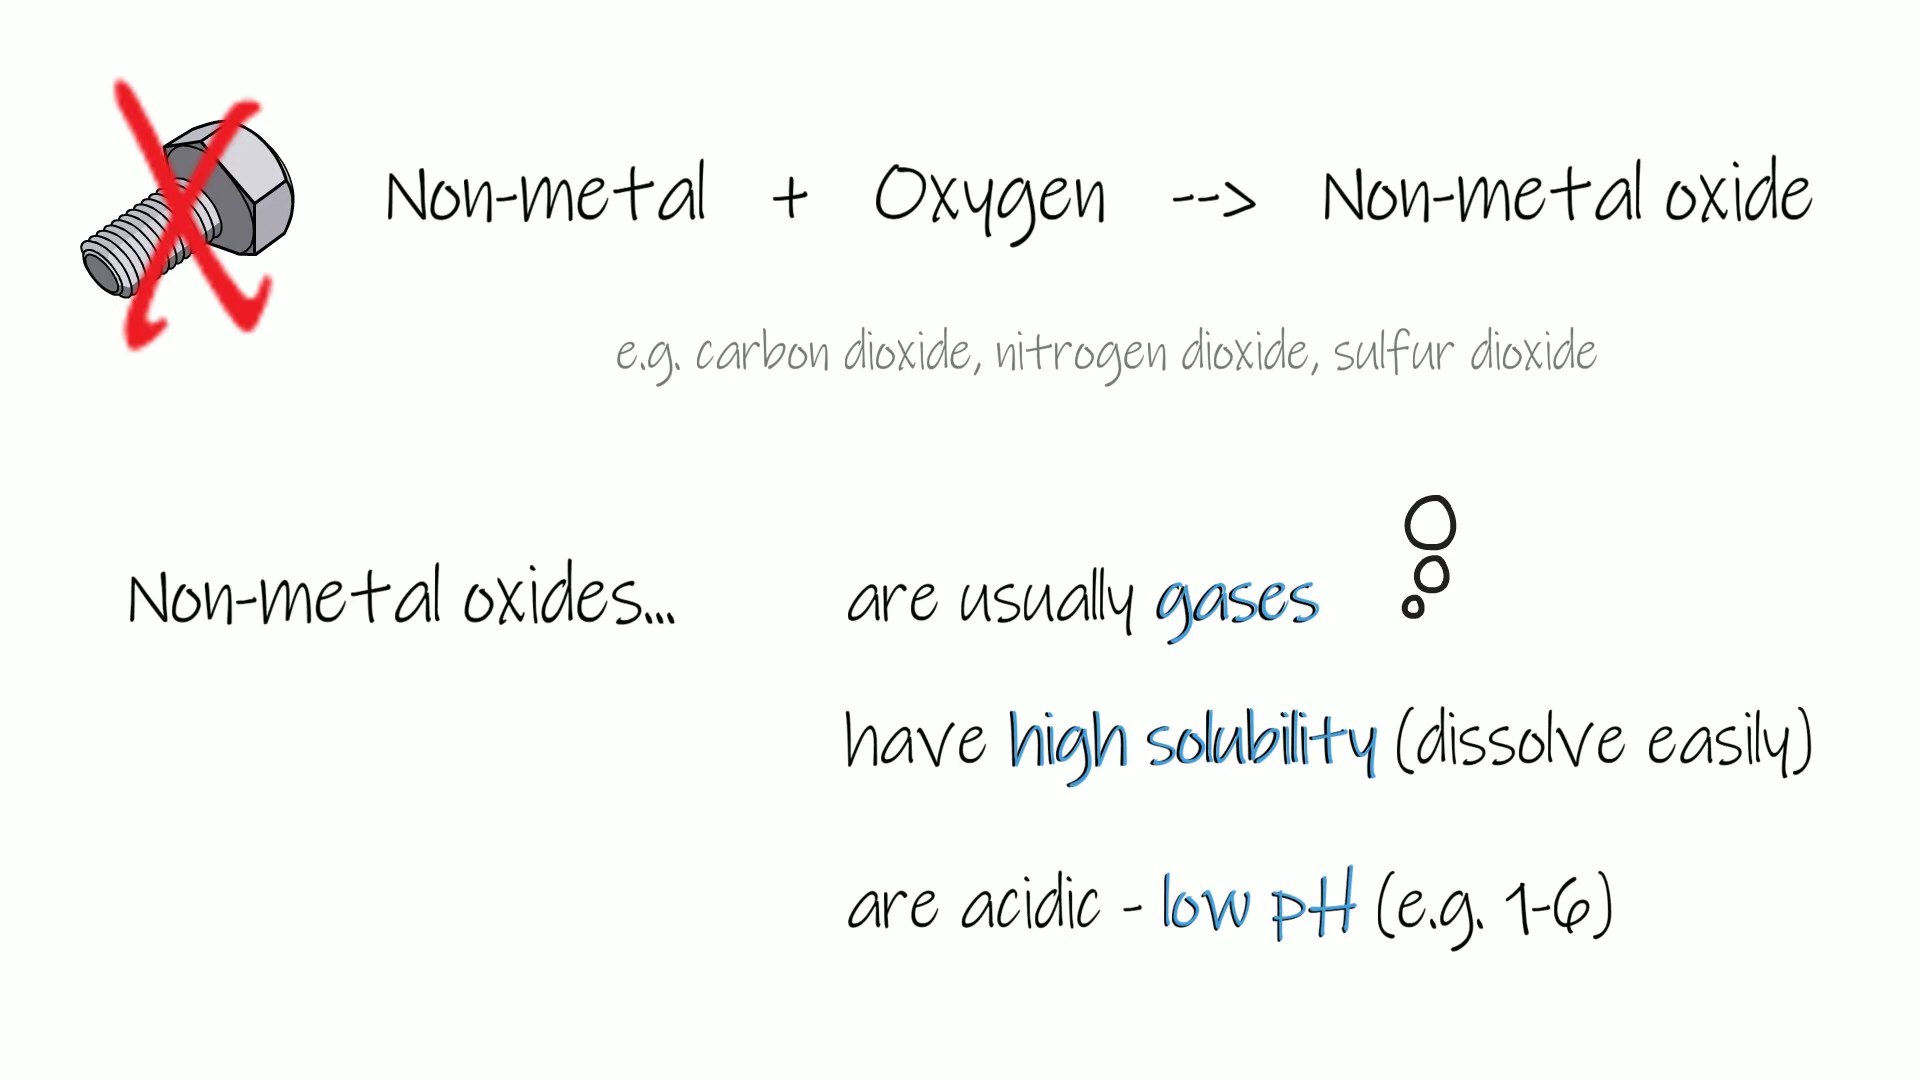 Non-metal + Oxygen --> Non-metal oxide
e.g. carbon dioxide, nitrogen dioxide, sulfur dioxide
Non-metal oxides... are usually gases
have high solubility (dissolve easily)
are acidic - low pH (e.g. 1-6)